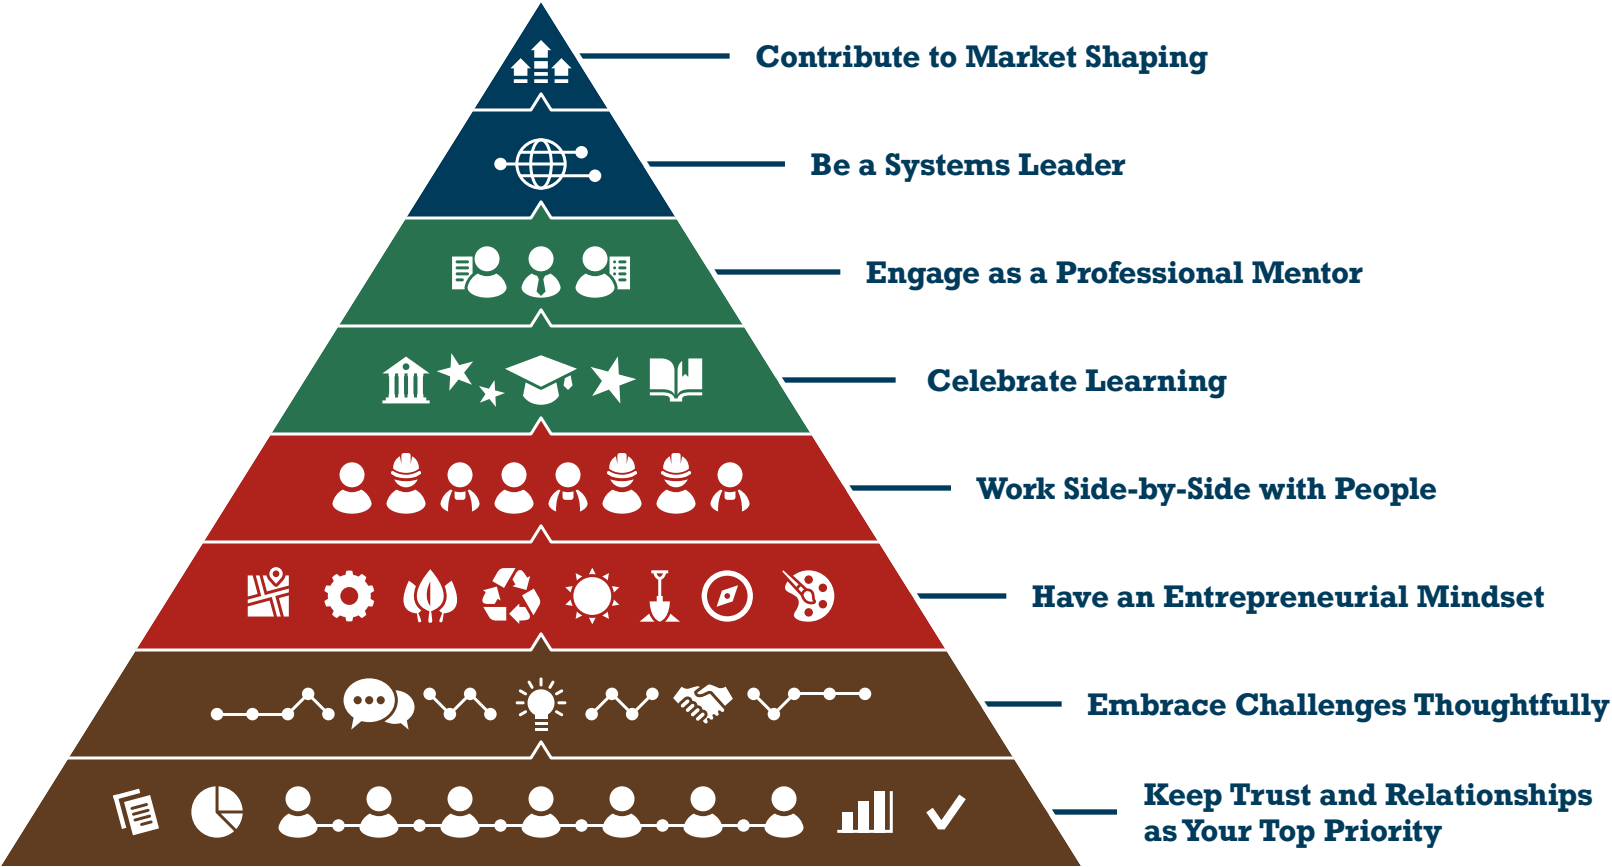 Contribute to Market Shaping
Be a Systems Leader
Engage as a Professional Mentor
Celebrate Learning
Work Side-by-Side with People
Have an Entrepreneurial Mindset
Embrace Challenges Thoughtfully
Keep Trust and Relationships
as Your Top Priority